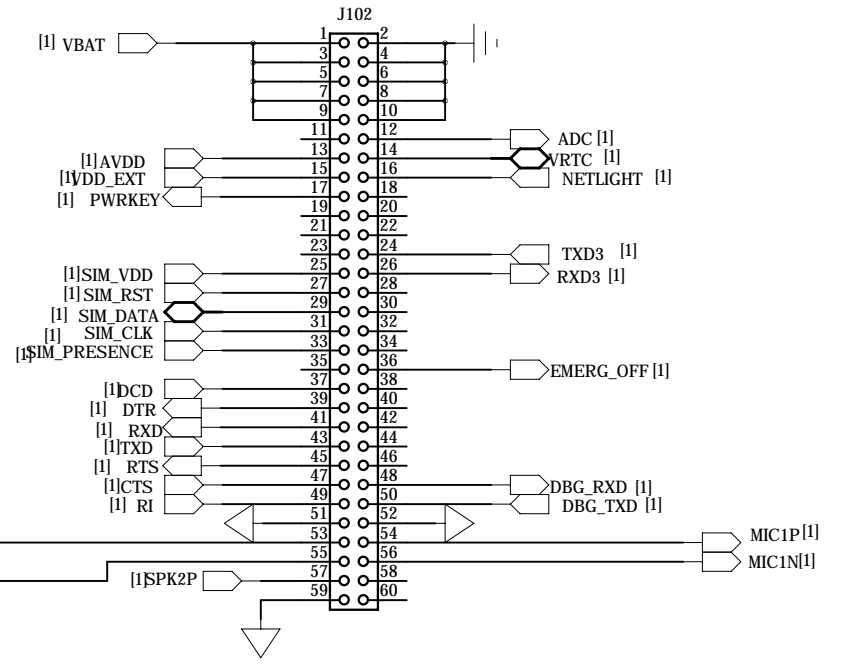 J102
[1] VBAT 1 2
3 4
5 6
7 8
9 10
11 12 ADC [1]
[1] AVDD 13 14 VRTC [1]
[1] VDD_EXT 15 16 NETLIGHT [1]
[1] PWRKEY 17 18
19 20
21 22
23 24 TXD3 [1]
[1] SIM_VDD 25 26 RXD3 [1]
[1] SIM_RST 27 28
[1] SIM_DATA 29 30
[1] SIM_CLK 31 32
[1] SIM_PRESENCE 33 34
35 36 EMERG_OFF [1]
[1] DCD 37 38
[1] DTR 39 40
[1] RXD 41 42
[1] TXD 43 44
[1] RTS 45 46
[1] CTS 47 48 DBG_RXD [1]
[1] RI 49 50 DBG_TXD [1]
51 52
53 54 MIC1P [1]
55 56 MIC1N [1]
[1] SPK2P 57 58
59 60